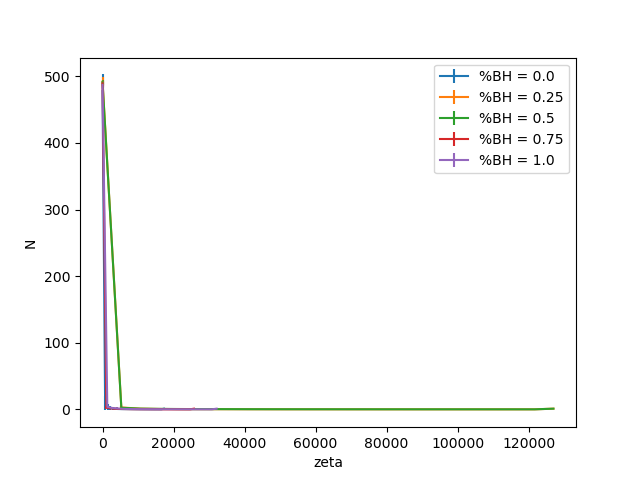 500
400
300
200
100
0
N
0 20000 40000 60000 80000 100000 120000
zeta
%BH = 0.0
%BH = 0.25
%BH = 0.5
%BH = 0.75
%BH = 1.0